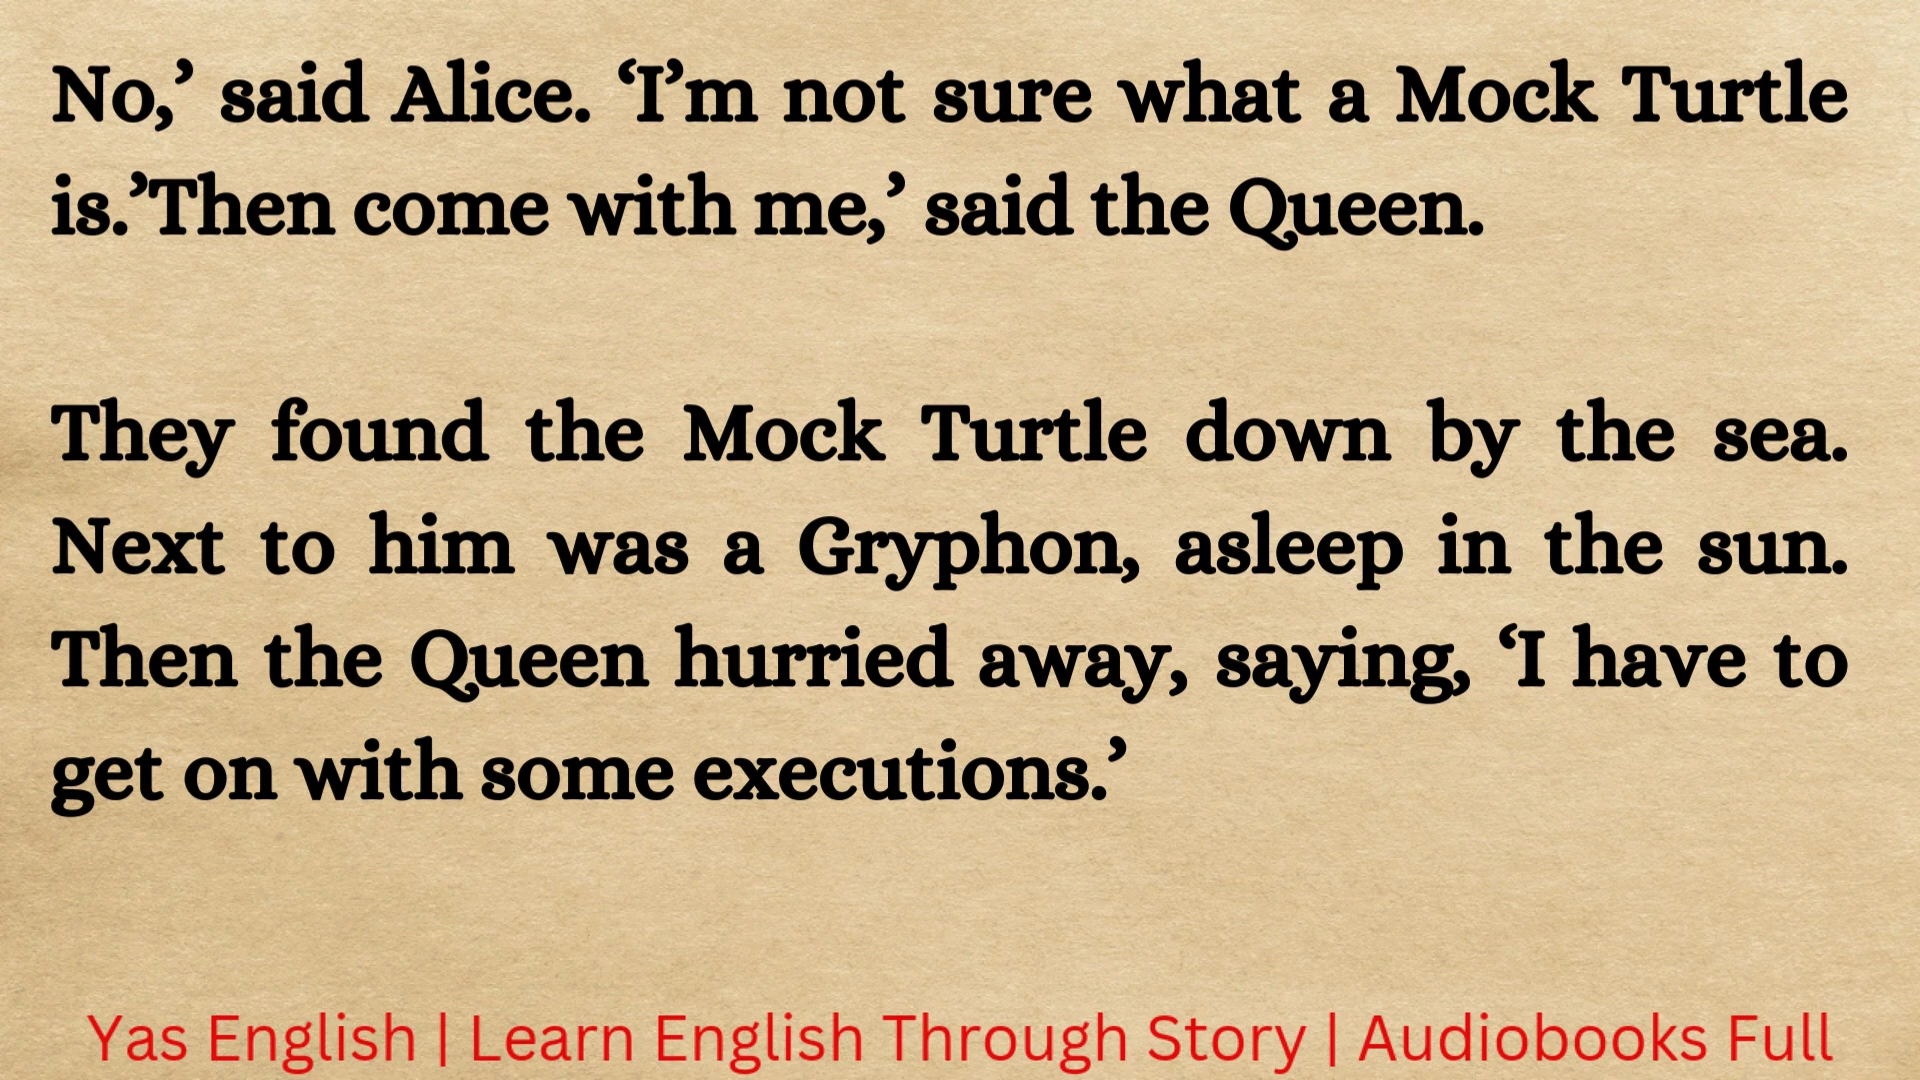 No,’ said Alice. ‘I’m not sure what a Mock Turtle
is.’Then come with me,’ said the Queen.
They found the Mock Turtle down by the sea.
Next to him was a Gryphon, asleep in the sun.
Then the Queen hurried away, saying, ‘I have to
get on with some executions.’
Yas English | Learn English Through Story | Audiobooks Full